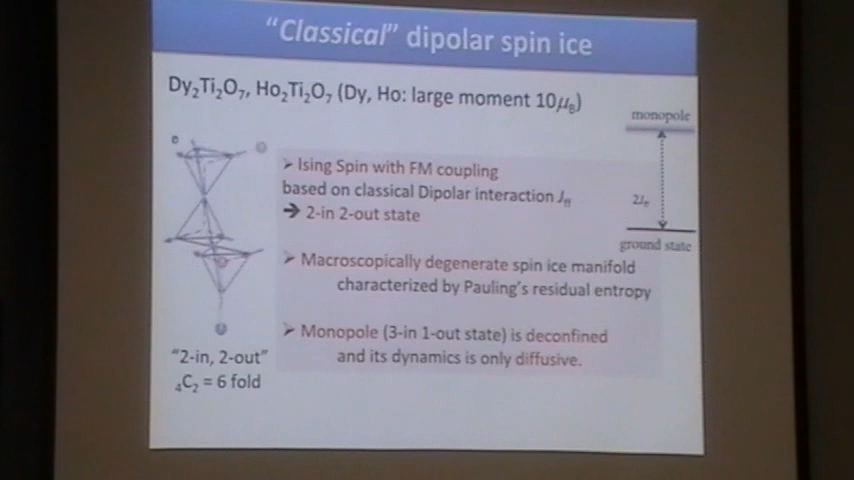 "Classical" dipolar spin ice
Dy₂Ti₂O₇, Ho₂Ti₂O₇ (Dy, Ho: large moment 10μ_B)
monopole
➢ Ising Spin with FM coupling
based on classical Dipolar interaction J_ff
→ 2-in 2-out state
2J_ff
ground state
➢ Macroscopically degenerate spin ice manifold
characterized by Pauling's residual entropy
➢ Monopole (3-in 1-out state) is deconfined
and its dynamics is only diffusive.
"2-in, 2-out"
₄C₂ = 6 fold